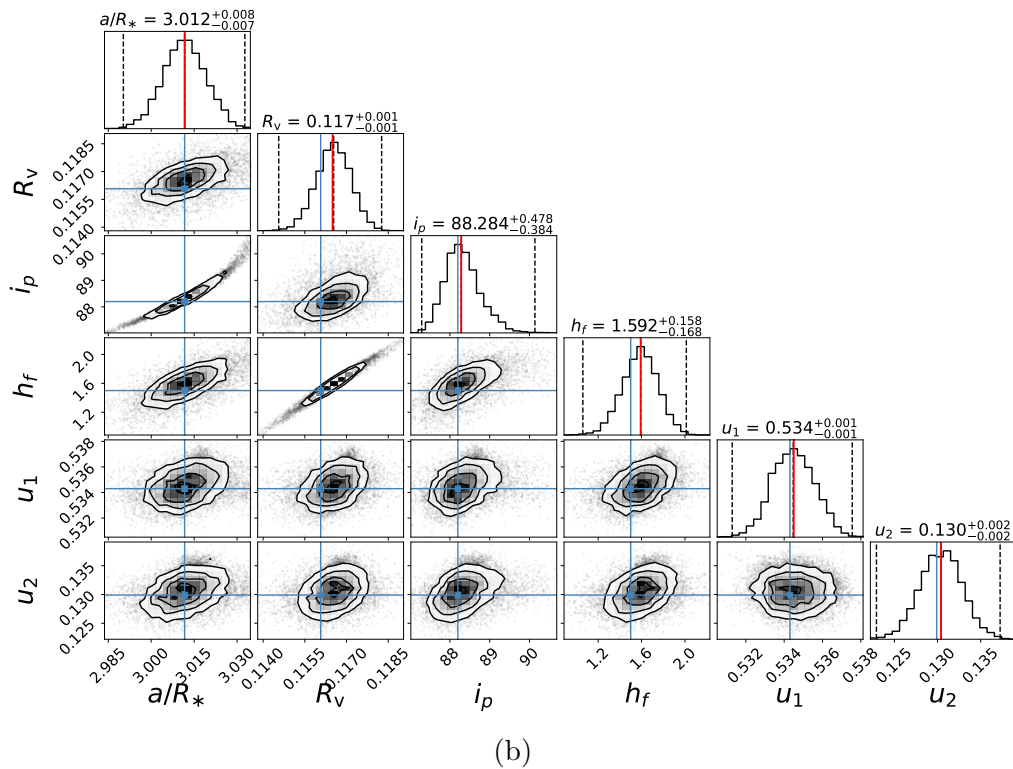 a/R∗ = 3.012+0.008 −0.007
Rv = 0.117+0.001 −0.001
0.1185
0.1170
0.1155
0.1140
Rv
ip = 88.284+0.478 −0.384
90
89
88
ip
hf = 1.592+0.158 −0.168
2.0
1.6
1.2
hf
u1 = 0.534+0.001 −0.001
0.538
0.536
0.534
0.532
u1
u2 = 0.130+0.002 −0.002
0.135
0.130
0.125
u2
2.985 3.000 3.015 3.030 0.1140 0.1155 0.1170 0.1185 88 89 90 1.2 1.6 2.0 0.532 0.534 0.536 0.538 0.125 0.130 0.135
a/R∗ Rv ip hf u1 u2
(b)